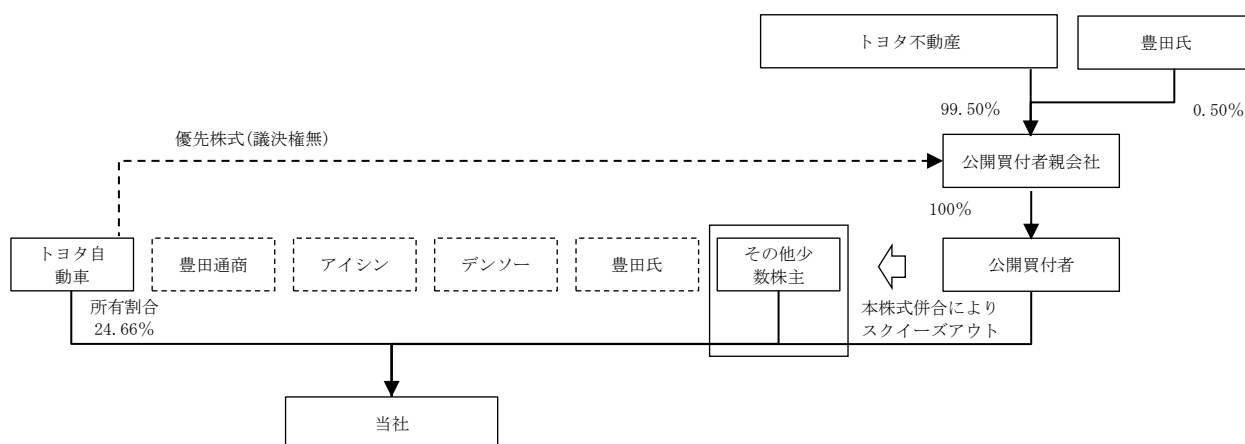 トヨタ不動産
豊田氏
99.50%
0.50%
優先株式(議決権無)
公開買付者親会社
100%
トヨタ自
動車
豊田通商
アイシン
デンソー
豊田氏
その他少
数株主
公開買付者
所有割合
24.66%
本株式併合により
スクイーズアウト
当社